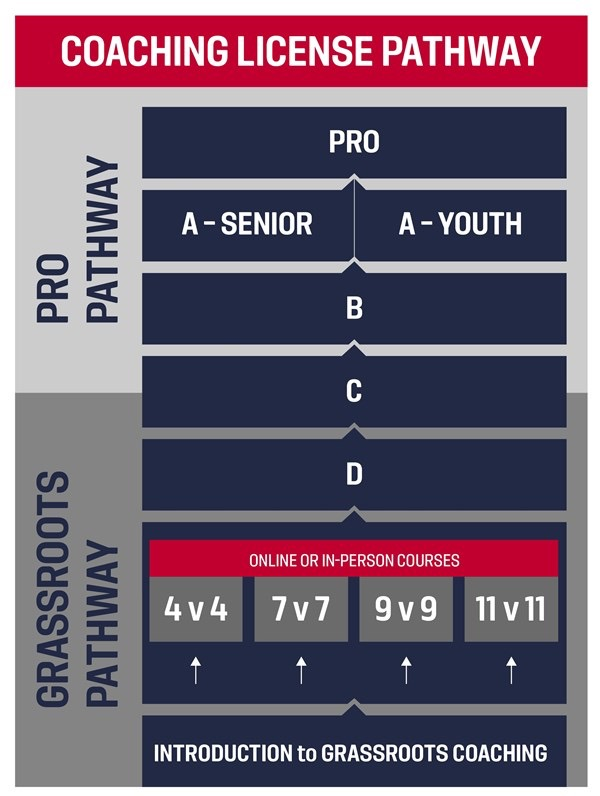 COACHING LICENSE PATHWAY
PRO
PATHWAY
PRO
A – SENIOR
A – YOUTH
B
C
D
GRASSROOTS
PATHWAY
ONLINE OR IN-PERSON COURSES
4 v 4
7 v 7
9 v 9
11 v 11
INTRODUCTION to GRASSROOTS COACHING